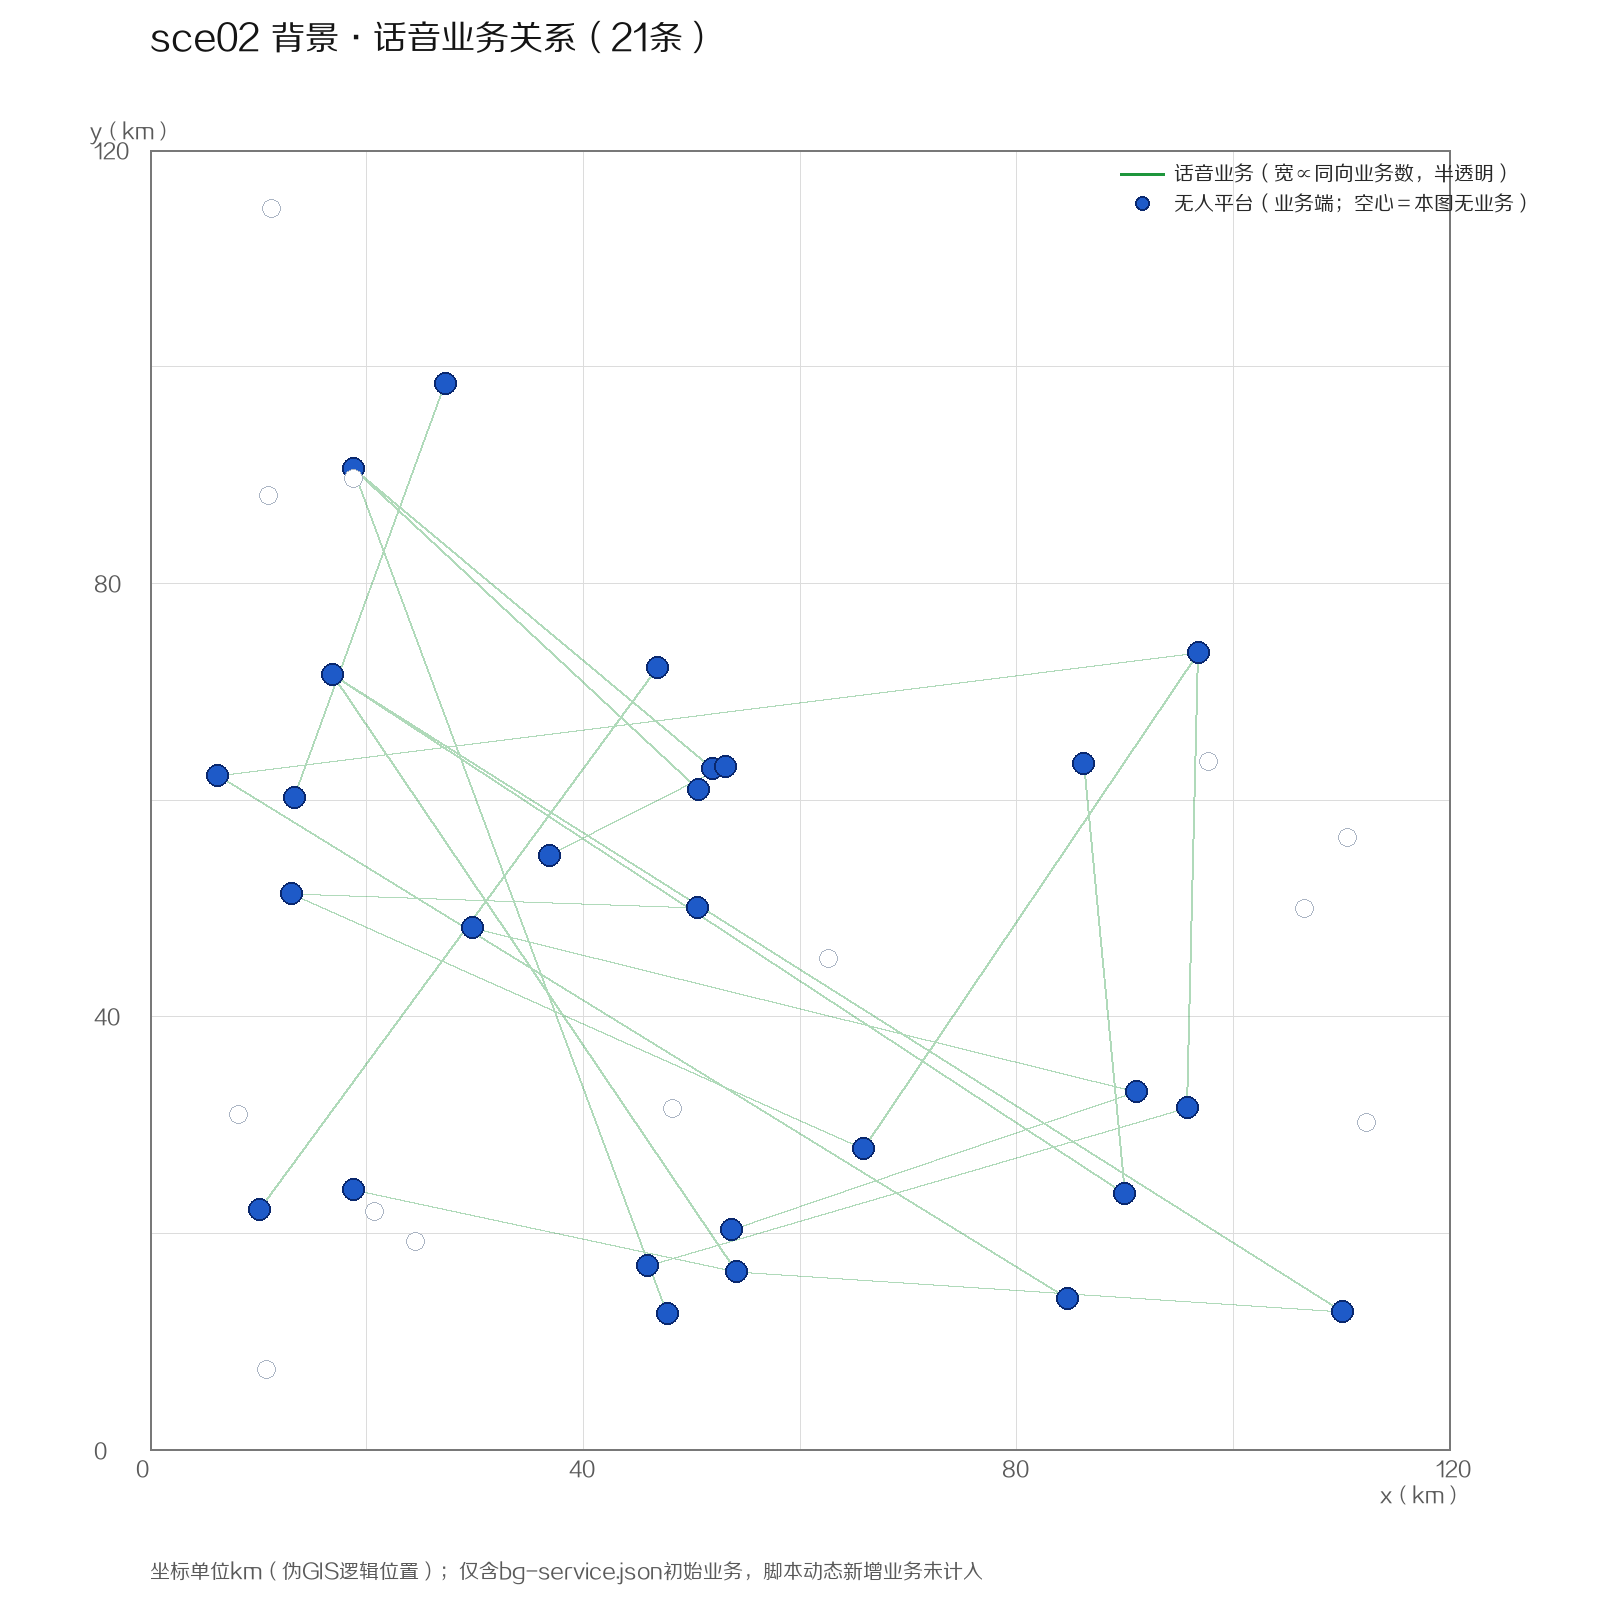 sce02 背景 · 话音业务关系（21条）
y（km）
120
话音业务（宽∝同向业务数，半透明）
无人平台（业务端；空心＝本图无业务）
80
40
0
0
40
80
120
x（km）
坐标单位km（伪GIS逻辑位置）；仅含bg-service.json初始业务，脚本动态新增业务未计入